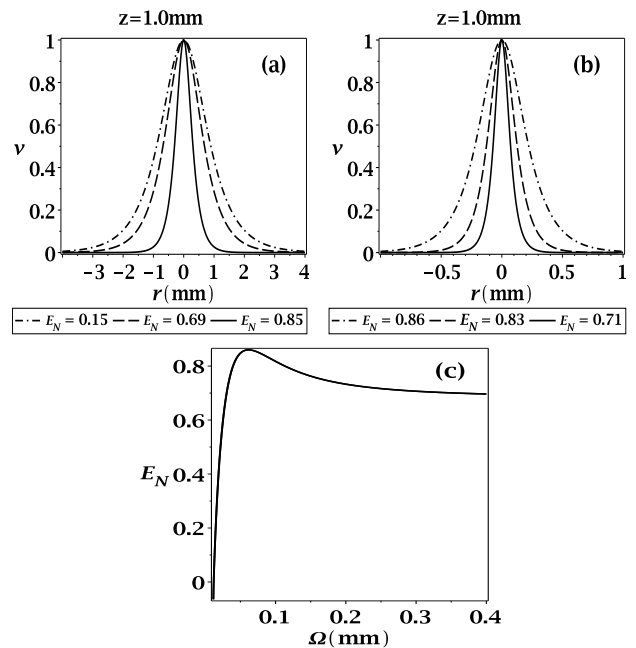 z=1.0mm
z=1.0mm
1
0.8
0.6
0.4
0.2
0
ν
(a)
−3 −2 −1 0 1 2 3 4
r(mm)
1
0.8
0.6
0.4
0.2
0
ν
(b)
−0.5 0 0.5 1
r(mm)
E_N = 0.15 E_N = 0.69 E_N = 0.85
E_N = 0.86 E_N = 0.83 E_N = 0.71
(c)
0.8
0.6
E_N 0.4
0.2
0
0.1 0.2 0.3 0.4
Ω(mm)